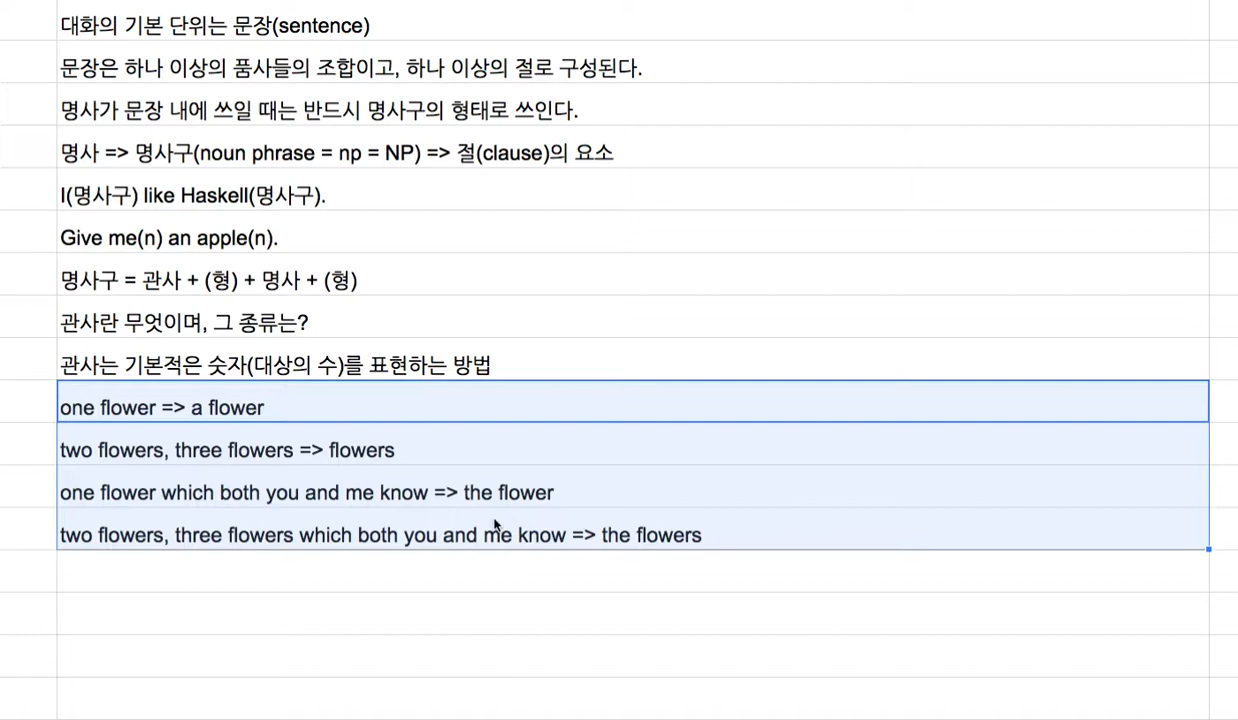 대화의 기본 단위는 문장(sentence)
문장은 하나 이상의 품사들의 조합이고, 하나 이상의 절로 구성된다.
명사가 문장 내에 쓰일 때는 반드시 명사구의 형태로 쓰인다.
명사 => 명사구(noun phrase = np = NP) => 절(clause)의 요소
I(명사구) like Haskell(명사구).
Give me(n) an apple(n).
명사구 = 관사 + (형) + 명사 + (형)
관사란 무엇이며, 그 종류는?
관사는 기본적은 숫자(대상의 수)를 표현하는 방법
one flower => a flower
two flowers, three flowers => flowers
one flower which both you and me know => the flower
two flowers, three flowers which both you and me know => the flowers